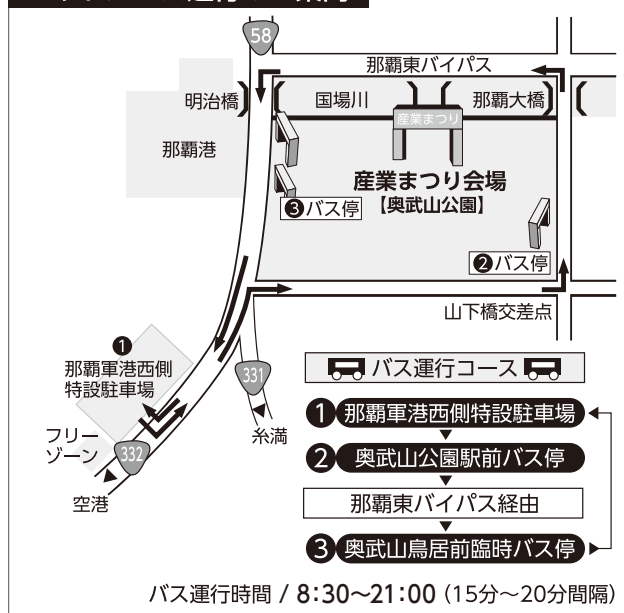 58
那覇東バイパス
明治橋
国場川
那覇大橋
産業まつり
那覇港
産業まつり会場
【奥武山公園】
❸バス停
❷バス停
山下橋交差点
❶
那覇軍港西側
特設駐車場
331
糸満
フリー
ゾーン
332
空港
バス運行コース
❶那覇軍港西側特設駐車場
❷奥武山公園駅前バス停
那覇東バイパス経由
❸奥武山鳥居前臨時バス停
バス運行時間 / 8:30〜21:00 (15分〜20分間隔)